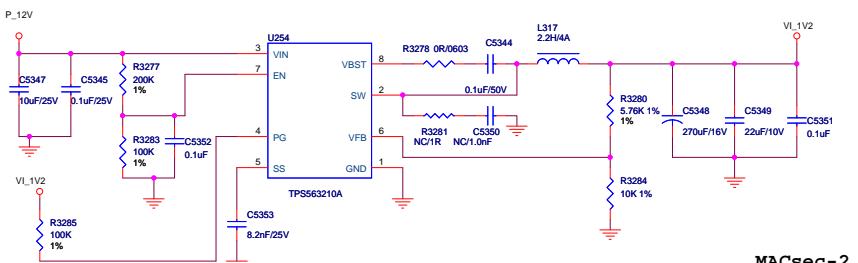 P_12V
U254
L317
2.2H/4A
VI_1V2
R3278 0R/0603
C5344
3
VIN
8
VBST
7
EN
R3277
200K
1%
C5347
10uF/25V
C5345
0.1uF/25V
0.1uF/50V
2
SW
R3280
5.76K 1%
1%
C5348
270uF/16V
C5349
22uF/10V
C5351
0.1uF
R3281
NC/1R
C5350
NC/1.0nF
R3283
100K
1%
C5352
0.1uF
4
PG
6
VFB
5
SS
1
GND
TPS563210A
VI_1V2
R3284
10K 1%
R3285
100K
1%
C5353
8.2nF/25V
MACsec-2